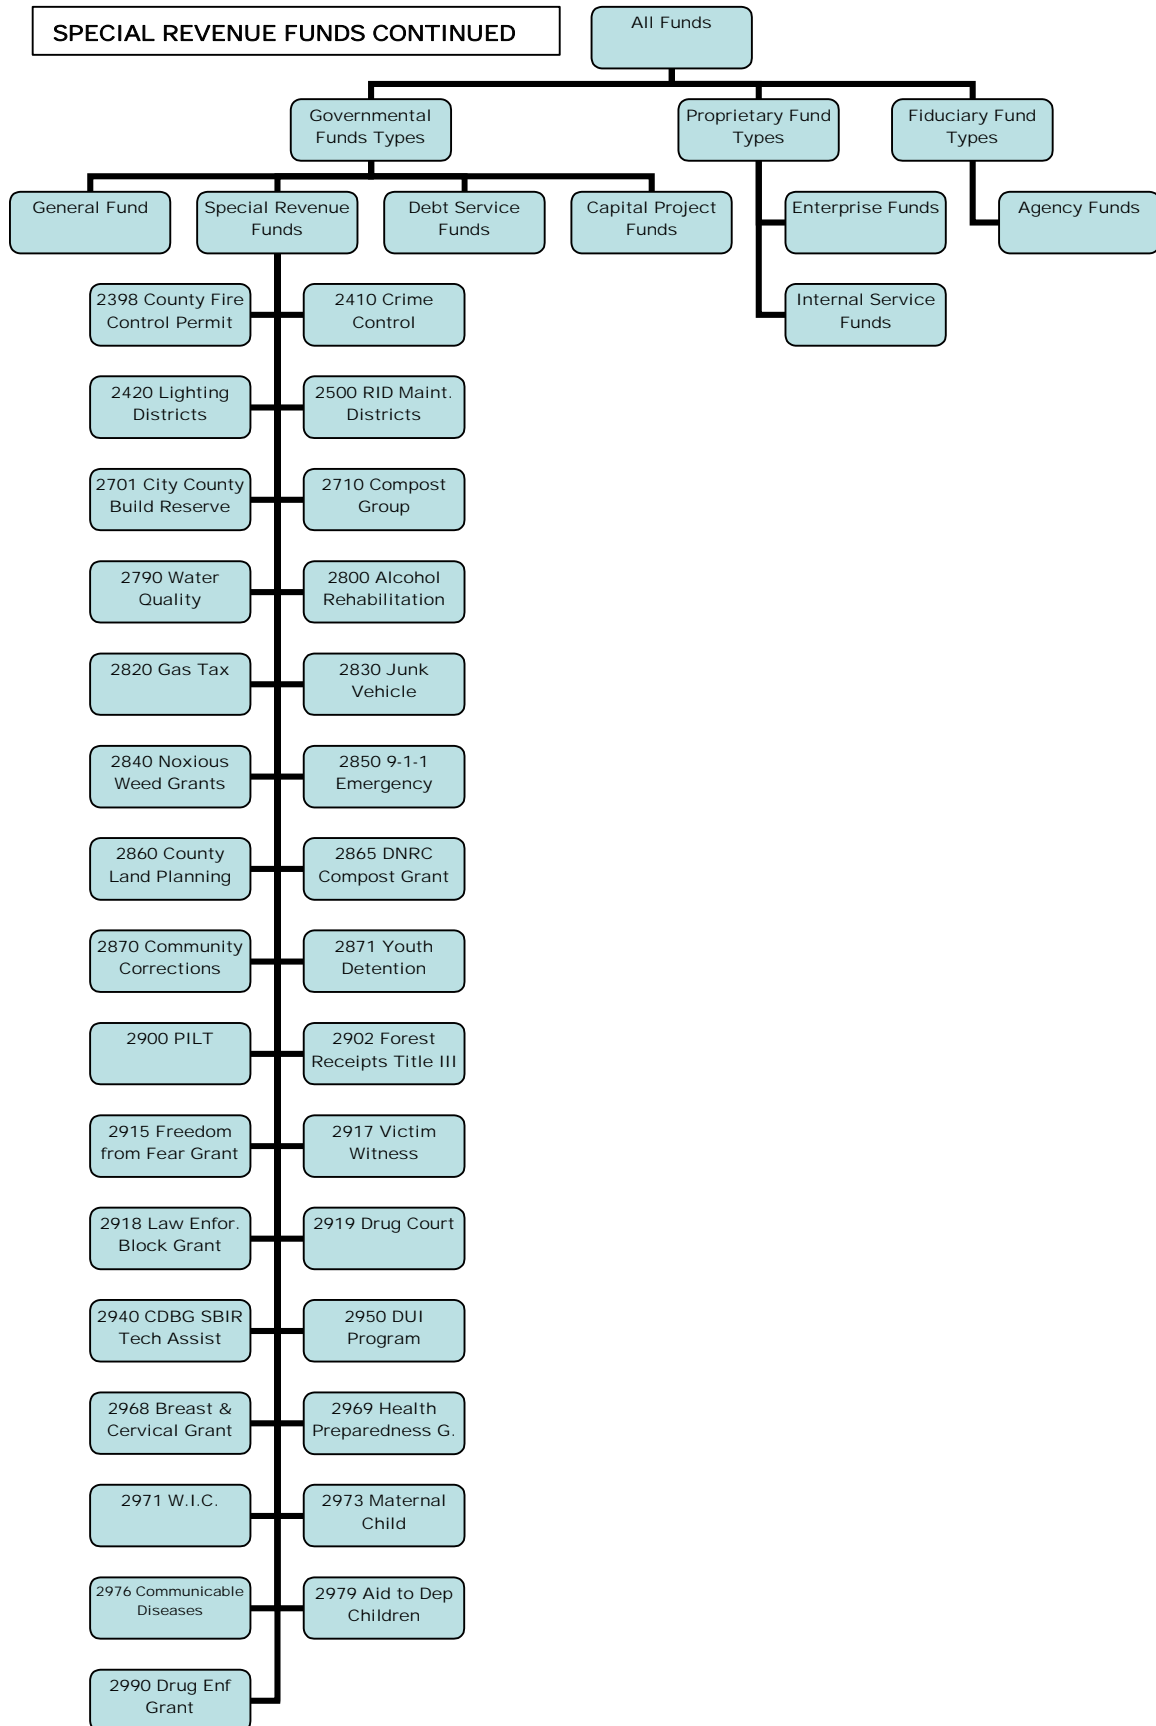 SPECIAL REVENUE FUNDS CONTINUED
All Funds
Governmental
Funds Types
Proprietary Fund
Types
Fiduciary Fund
Types
General Fund
Special Revenue
Funds
Debt Service
Funds
Capital Project
Funds
Enterprise Funds
Agency Funds
Internal Service
Funds
2398 County Fire
Control Permit
2410 Crime
Control
2420 Lighting
Districts
2500 RID Maint.
Districts
2701 City County
Build Reserve
2710 Compost
Group
2790 Water
Quality
2800 Alcohol
Rehabilitation
2820 Gas Tax
2830 Junk
Vehicle
2840 Noxious
Weed Grants
2850 9-1-1
Emergency
2860 County
Land Planning
2865 DNRC
Compost Grant
2870 Community
Corrections
2871 Youth
Detention
2900 PILT
2902 Forest
Receipts Title III
2915 Freedom
from Fear Grant
2917 Victim
Witness
2918 Law Enfor.
Block Grant
2919 Drug Court
2940 CDBG SBIR
Tech Assist
2950 DUI
Program
2968 Breast &
Cervical Grant
2969 Health
Preparedness G.
2971 W.I.C.
2973 Maternal
Child
2976 Communicable
Diseases
2979 Aid to Dep
Children
2990 Drug Enf
Grant